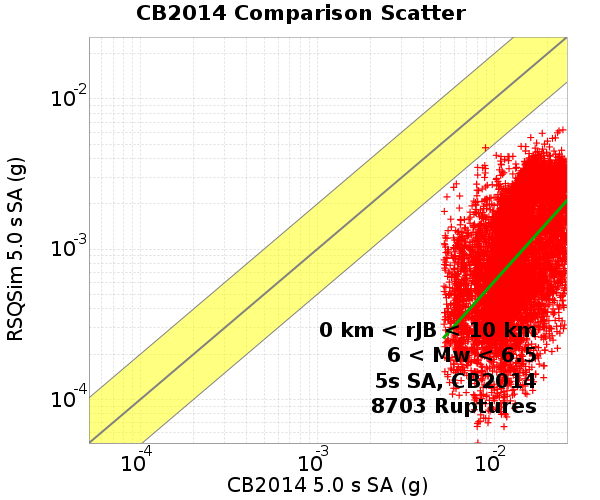 CB2014 Comparison Scatter
RSQSim 5.0 s SA (g)
10-2
10-3
10-4
0 km < rJB < 10 km
6 < Mw < 6.5
5s SA, CB2014
8703 Ruptures
10-4 10-3 10-2
CB2014 5.0 s SA (g)